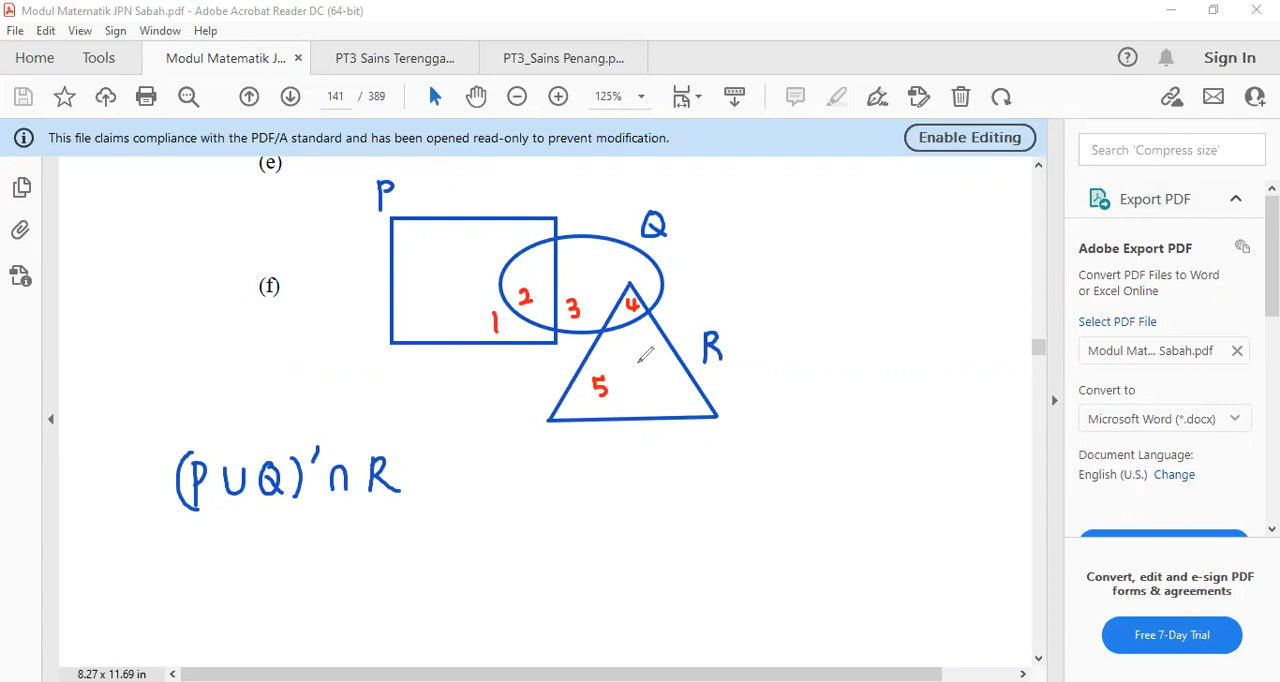 Modul Matematik JPN Sabah.pdf - Adobe Acrobat Reader DC (64-bit)
File Edit View Sign Window Help
Home Tools Modul Matematik J... × PT3 Sains Terengga... PT3_Sains Penang.p... Sign In
141 / 389 125%
This file claims compliance with the PDF/A standard and has been opened read-only to prevent modification. Enable Editing
Search 'Compress size'
(e)
P
Q
(f)
2
3
4
1
R
5
(P ∪ Q)' ∩ R
8.27 x 11.69 in
Export PDF
Adobe Export PDF
Convert PDF Files to Word
or Excel Online
Select PDF File
Modul Mat... Sabah.pdf
Convert to
Microsoft Word (*.docx)
Document Language:
English (U.S.) Change
Convert, edit and e-sign PDF
forms & agreements
Free 7-Day Trial